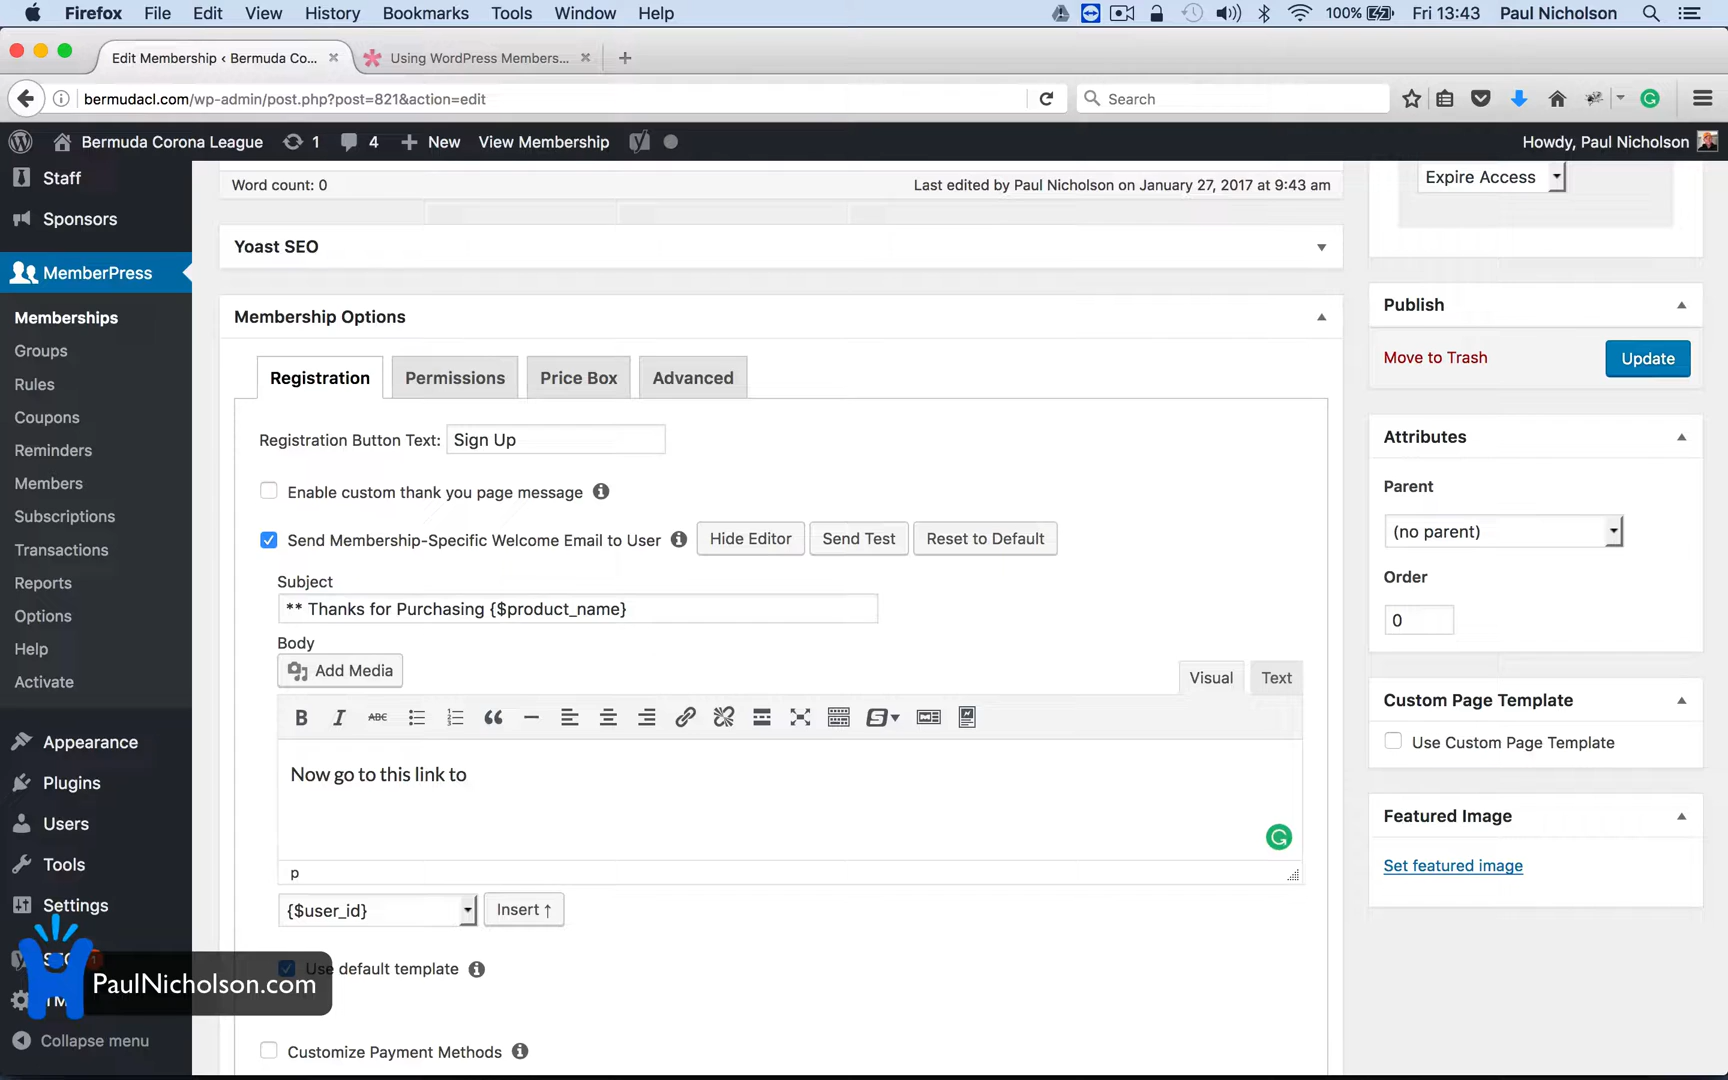 Firefox File Edit View History Bookmarks Tools Window Help 100% Fri 13:43 Paul Nicholson
Edit Membership ‹ Bermuda Co...
Using WordPress Members...
bermudacl.com/wp-admin/post.php?post=821&action=edit
Search
Bermuda Corona League 1 4 New View Membership
Howdy, Paul Nicholson
Staff
Sponsors
MemberPress
Memberships
Groups
Rules
Coupons
Reminders
Members
Subscriptions
Transactions
Reports
Options
Help
Activate
Appearance
Plugins
Users
Tools
Settings
1
Collapse menu
PaulNicholson.com
Word count: 0
Last edited by Paul Nicholson on January 27, 2017 at 9:43 am
Yoast SEO
Membership Options
Registration Permissions Price Box Advanced
Registration Button Text: Sign Up
Enable custom thank you page message
Send Membership-Specific Welcome Email to User Hide Editor Send Test Reset to Default
Subject
** Thanks for Purchasing {$product_name}
Body
Add Media
Visual Text
B I ABC
Now go to this link to
p
{$user_id} Insert ↑
Use default template
Customize Payment Methods
Expire Access
Publish
Move to Trash Update
Attributes
Parent
(no parent)
Order
0
Custom Page Template
Use Custom Page Template
Featured Image
Set featured image